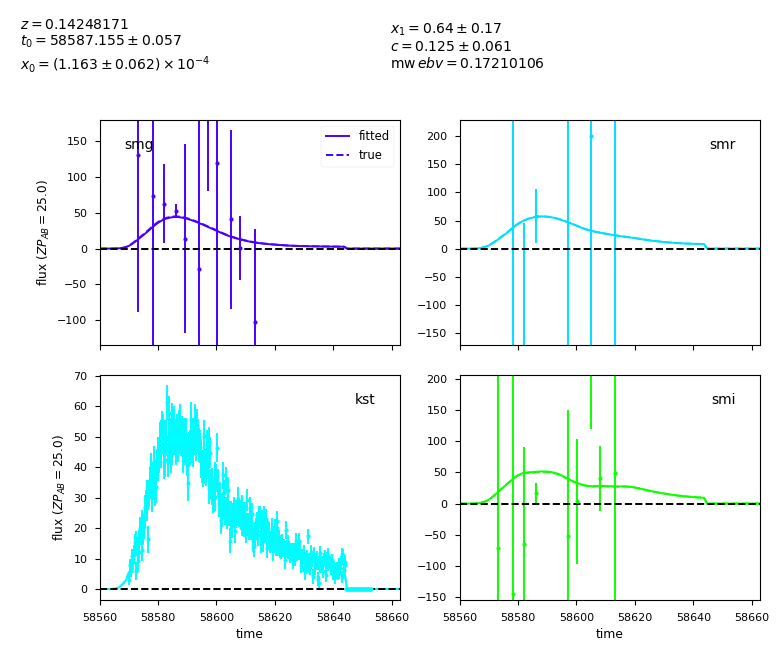 z = 0.14248171
t₀ = 58587.155 ± 0.057
x₀ = (1.163 ± 0.062) × 10⁻⁴
x₁ = 0.64 ± 0.17
c = 0.125 ± 0.061
mw ebv = 0.17210106
smg
fitted
true
150
100
50
0
−50
−100
flux (ZP_AB = 25.0)
smr
200
150
100
50
0
−50
−100
−150
kst
70
60
50
40
30
20
10
0
flux (ZP_AB = 25.0)
58560
58580
58600
58620
58640
58660
time
smi
200
150
100
50
0
−50
−100
−150
58560
58580
58600
58620
58640
58660
time